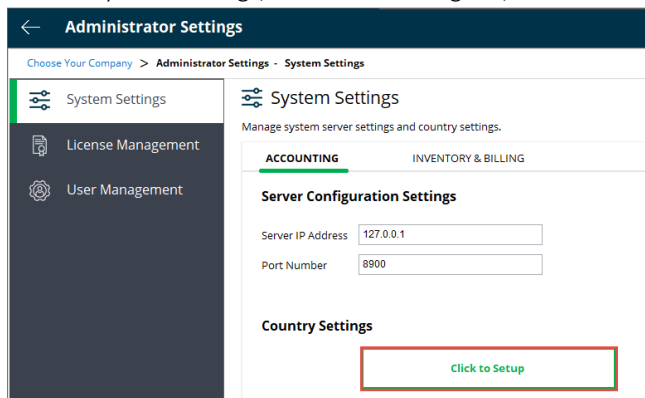 Administrator Settings
Choose Your Company > Administrator Settings - System Settings
System Settings
License Management
User Management
System Settings
Manage system server settings and country settings.
ACCOUNTING INVENTORY & BILLING
Server Configuration Settings
Server IP Address 127.0.0.1
Port Number 8900
Country Settings
Click to Setup